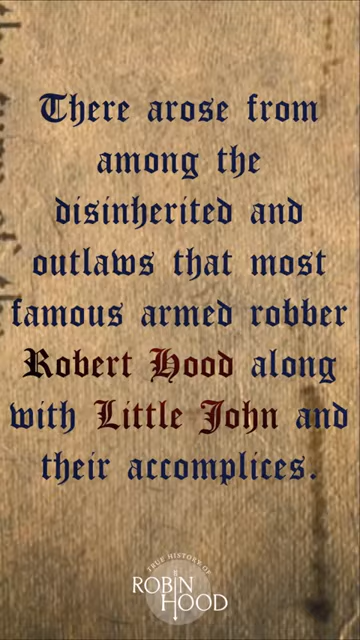 There arose from
among the
disinherited and
outlaws that most
famous armed robber
Robert Hood along
with Little John and
their accomplices.
TRUE HISTORY OF
ROBIN
HOOD